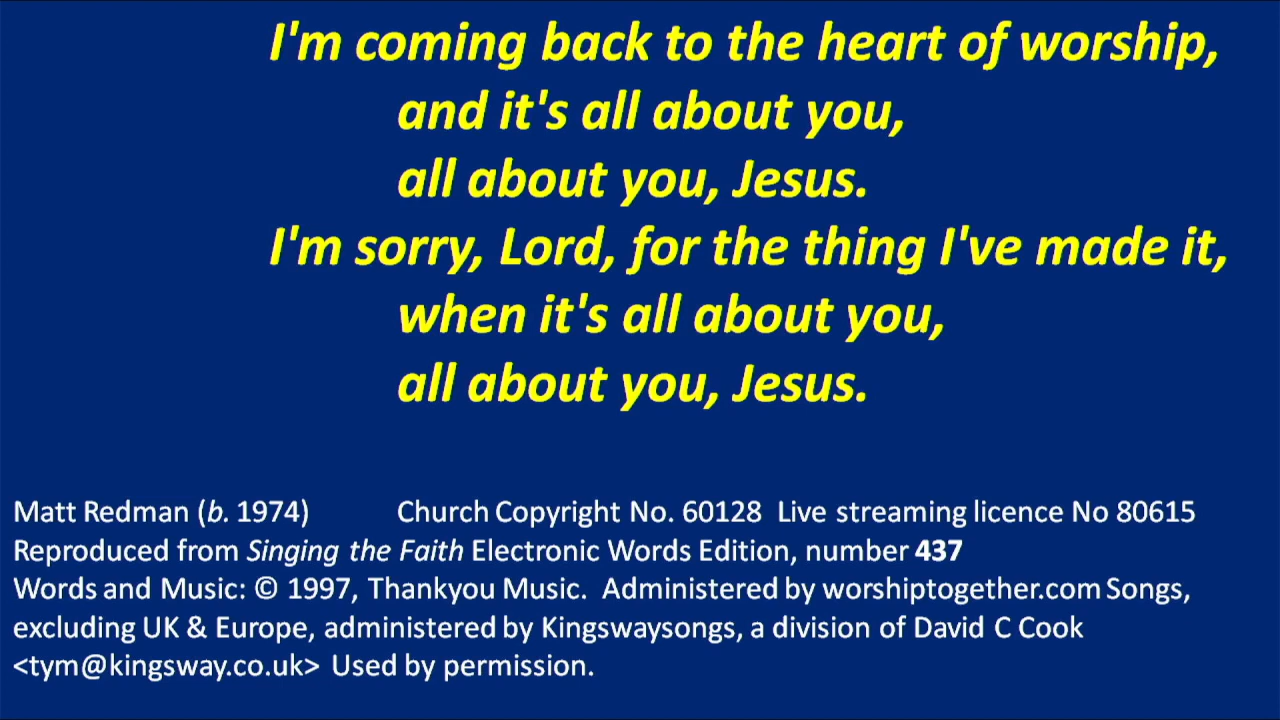 I'm coming back to the heart of worship,
and it's all about you,
all about you, Jesus.
I'm sorry, Lord, for the thing I've made it,
when it's all about you,
all about you, Jesus.
Matt Redman (b. 1974) Church Copyright No. 60128 Live streaming licence No 80615
Reproduced from Singing the Faith Electronic Words Edition, number 437
Words and Music: © 1997, Thankyou Music. Administered by worshiptogether.com Songs,
excluding UK & Europe, administered by Kingswaysongs, a division of David C Cook
<tym@kingsway.co.uk> Used by permission.